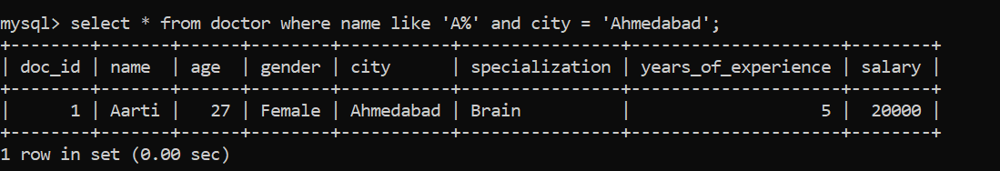 mysql> select * from doctor where name like 'A%' and city = 'Ahmedabad';
+--------+-------+------+--------+-----------+----------------+---------------------+--------+
| doc_id | name  | age  | gender | city      | specialization | years_of_experience | salary |
+--------+-------+------+--------+-----------+----------------+---------------------+--------+
|      1 | Aarti |   27 | Female | Ahmedabad | Brain          |                   5 |  20000 |
+--------+-------+------+--------+-----------+----------------+---------------------+--------+
1 row in set (0.00 sec)